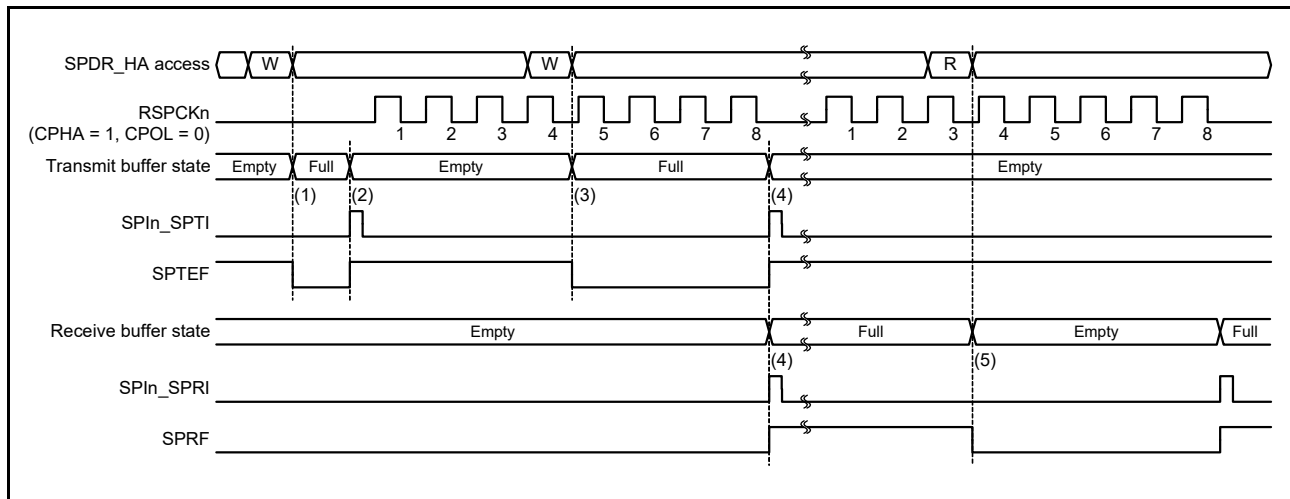 SPDR_HA access W W R
RSPCKn
(CPHA = 1, CPOL = 0) 1 2 3 4 5 6 7 8 1 2 3 4 5 6 7 8
Transmit buffer state Empty Full Empty Full Empty
(1) (2) (3) (4)
SPIn_SPTI
SPTEF
Receive buffer state Empty Full Empty Full
(4) (5)
SPIn_SPRI
SPRF